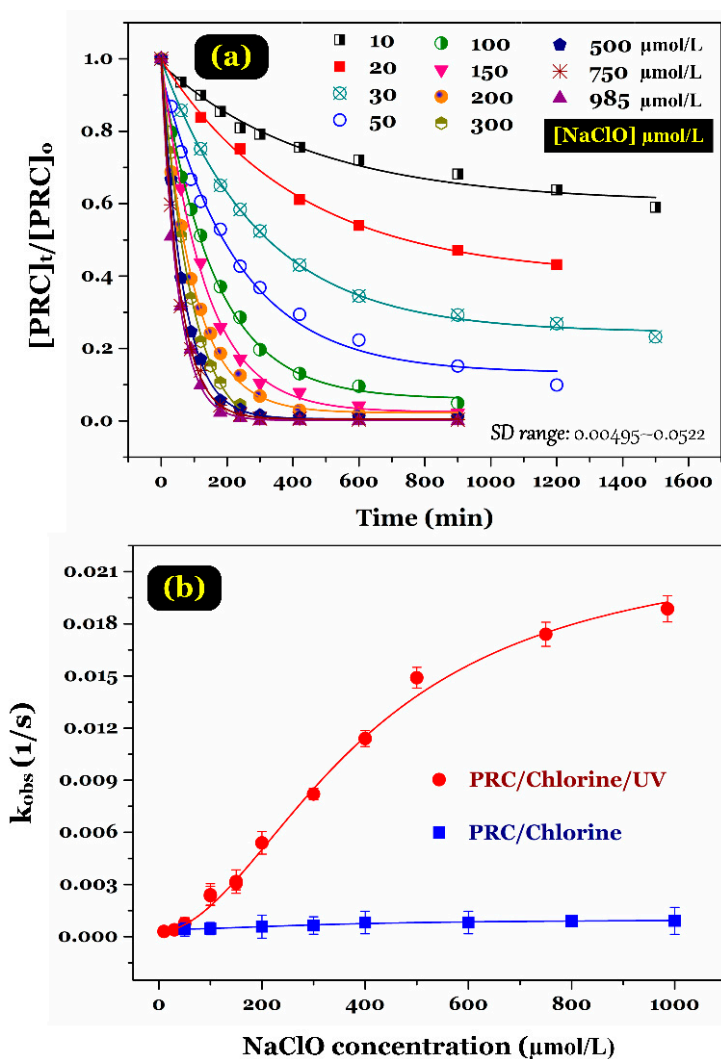 (a)
10
20
30
50
100
150
200
300
500 µmol/L
750 µmol/L
985 µmol/L
[NaClO] µmol/L
[PRC]t/[PRC]o
1.0
0.8
0.6
0.4
0.2
0.0
SD range: 0.00495–0.0522
0 200 400 600 800 1000 1200 1400 1600
Time (min)
(b)
kobs (1/s)
0.021
0.018
0.015
0.012
0.009
0.006
0.003
0.000
PRC/Chlorine/UV
PRC/Chlorine
0 200 400 600 800 1000
NaClO concentration (µmol/L)